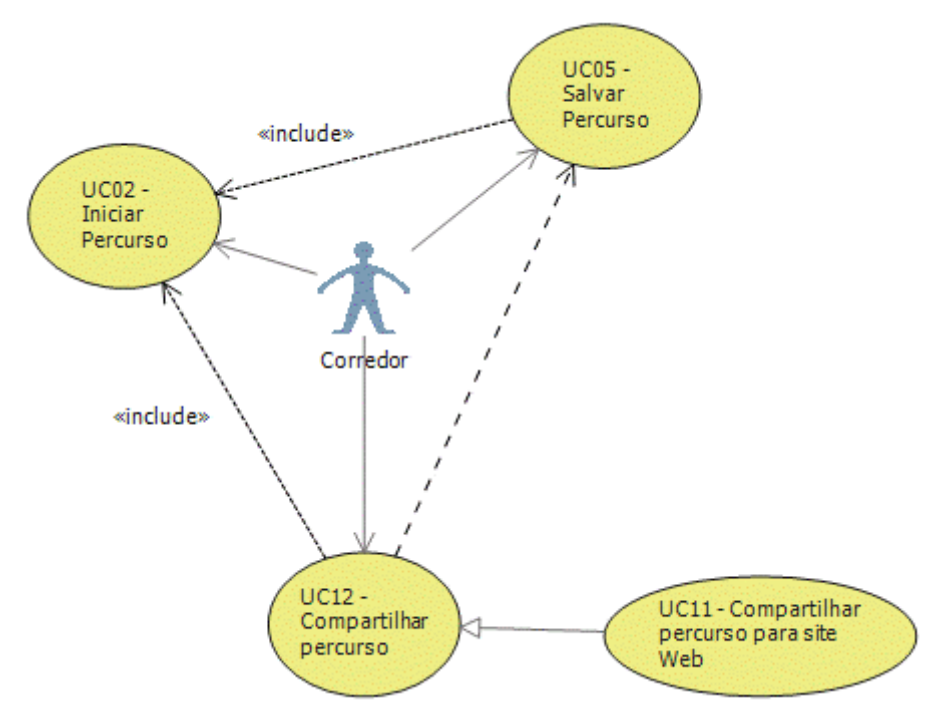 UC05 -
Salvar
Percurso
«include»
UC02 -
Iniciar
Percurso
Corredor
«include»
UC12 -
Compartilhar
percurso
UC11 - Compartilhar
percurso para site
Web